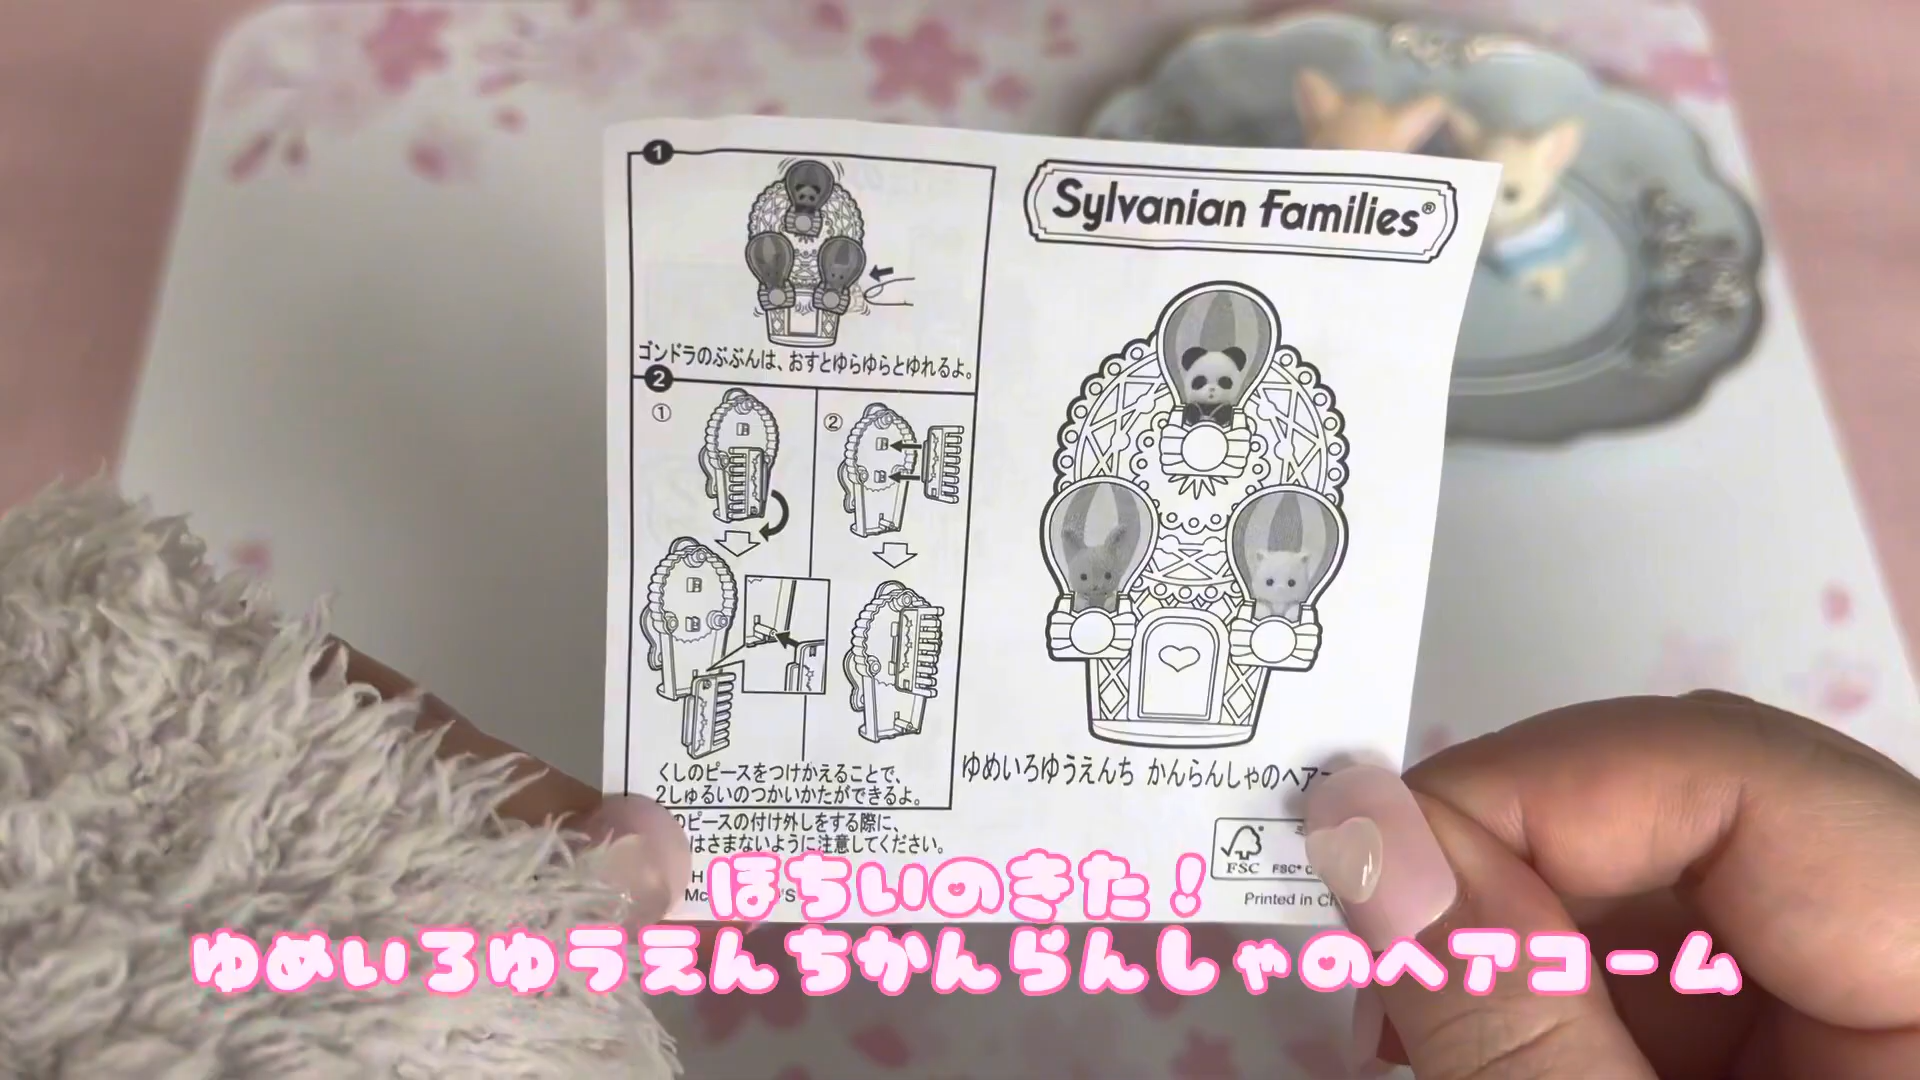 1
ゴンドラのぶぶんは、おすとゆらゆらとゆれるよ。
2
① ②
くしのピースをつけかえることで、
2しゅるいのつかいかたができるよ。
のピースの付け外しをする際に、
はさまないように注意してください。
Sylvanian Families®
ゆめいろゆうえんち かんらんしゃのヘア
FSC
FSC®
Printed in
ほちいのきた!
ゆめいろゆうえんちかんらんしゃのヘアコーム